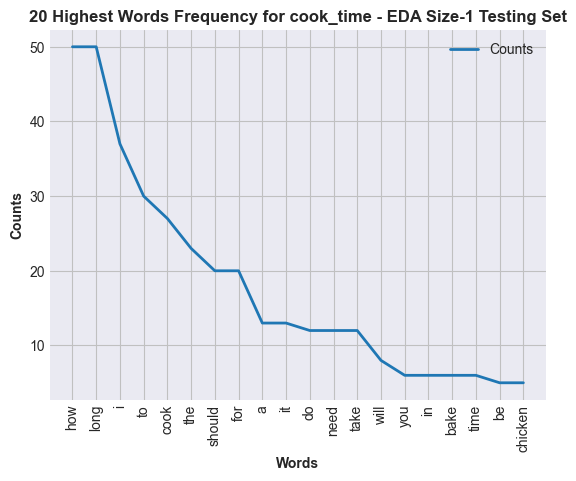 20 Highest Words Frequency for cook_time - EDA Size-1 Testing Set
Counts
50
40
30
20
10
Counts
how
long
i
to
cook
the
should
for
a
it
do
need
take
will
you
in
bake
time
be
chicken
Words